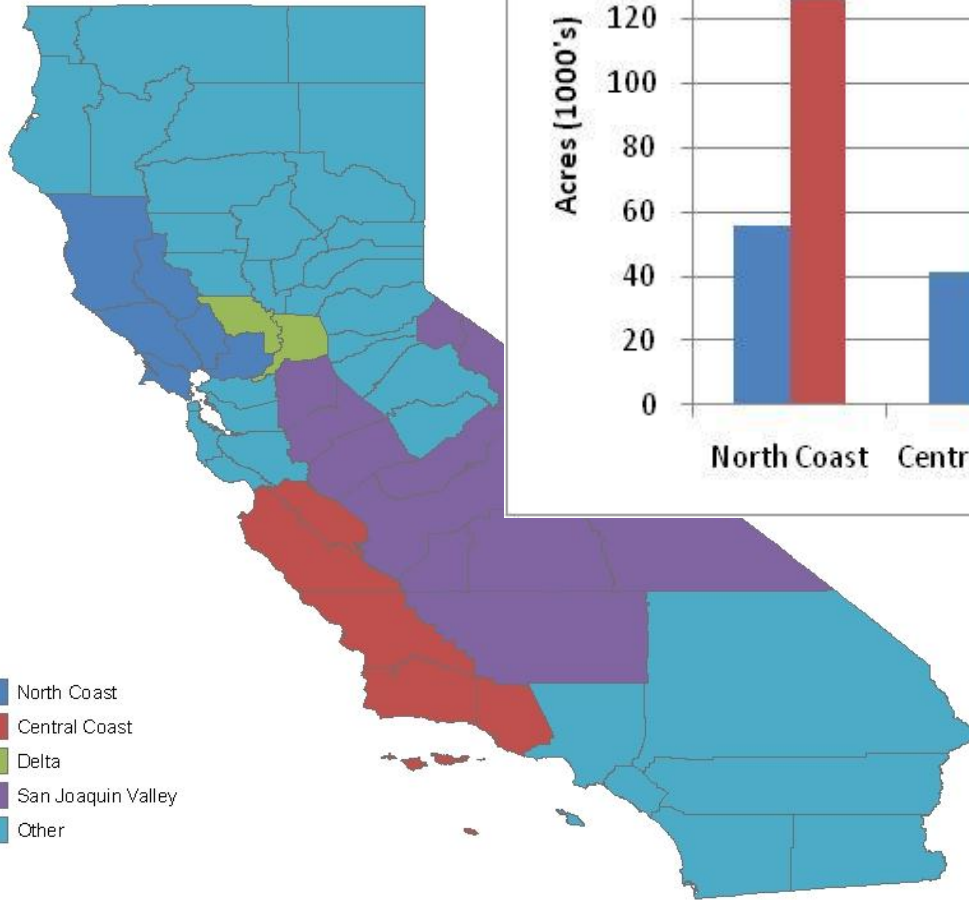 Acres (1000's)
120
100
80
60
40
20
0
North Coast Centr
North Coast
Central Coast
Delta
San Joaquin Valley
Other